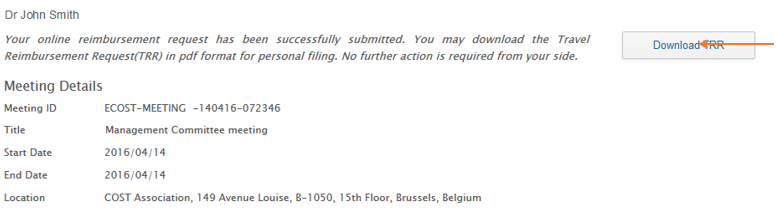 Dr John Smith
Your online reimbursement request has been successfully submitted. You may download the Travel
Reimbursement Request(TRR) in pdf format for personal filing. No further action is required from your side.
Download TRR
Meeting Details
Meeting ID ECOST-MEETING -140416-072346
Title Management Committee meeting
Start Date 2016/04/14
End Date 2016/04/14
Location COST Association, 149 Avenue Louise, B-1050, 15th Floor, Brussels, Belgium